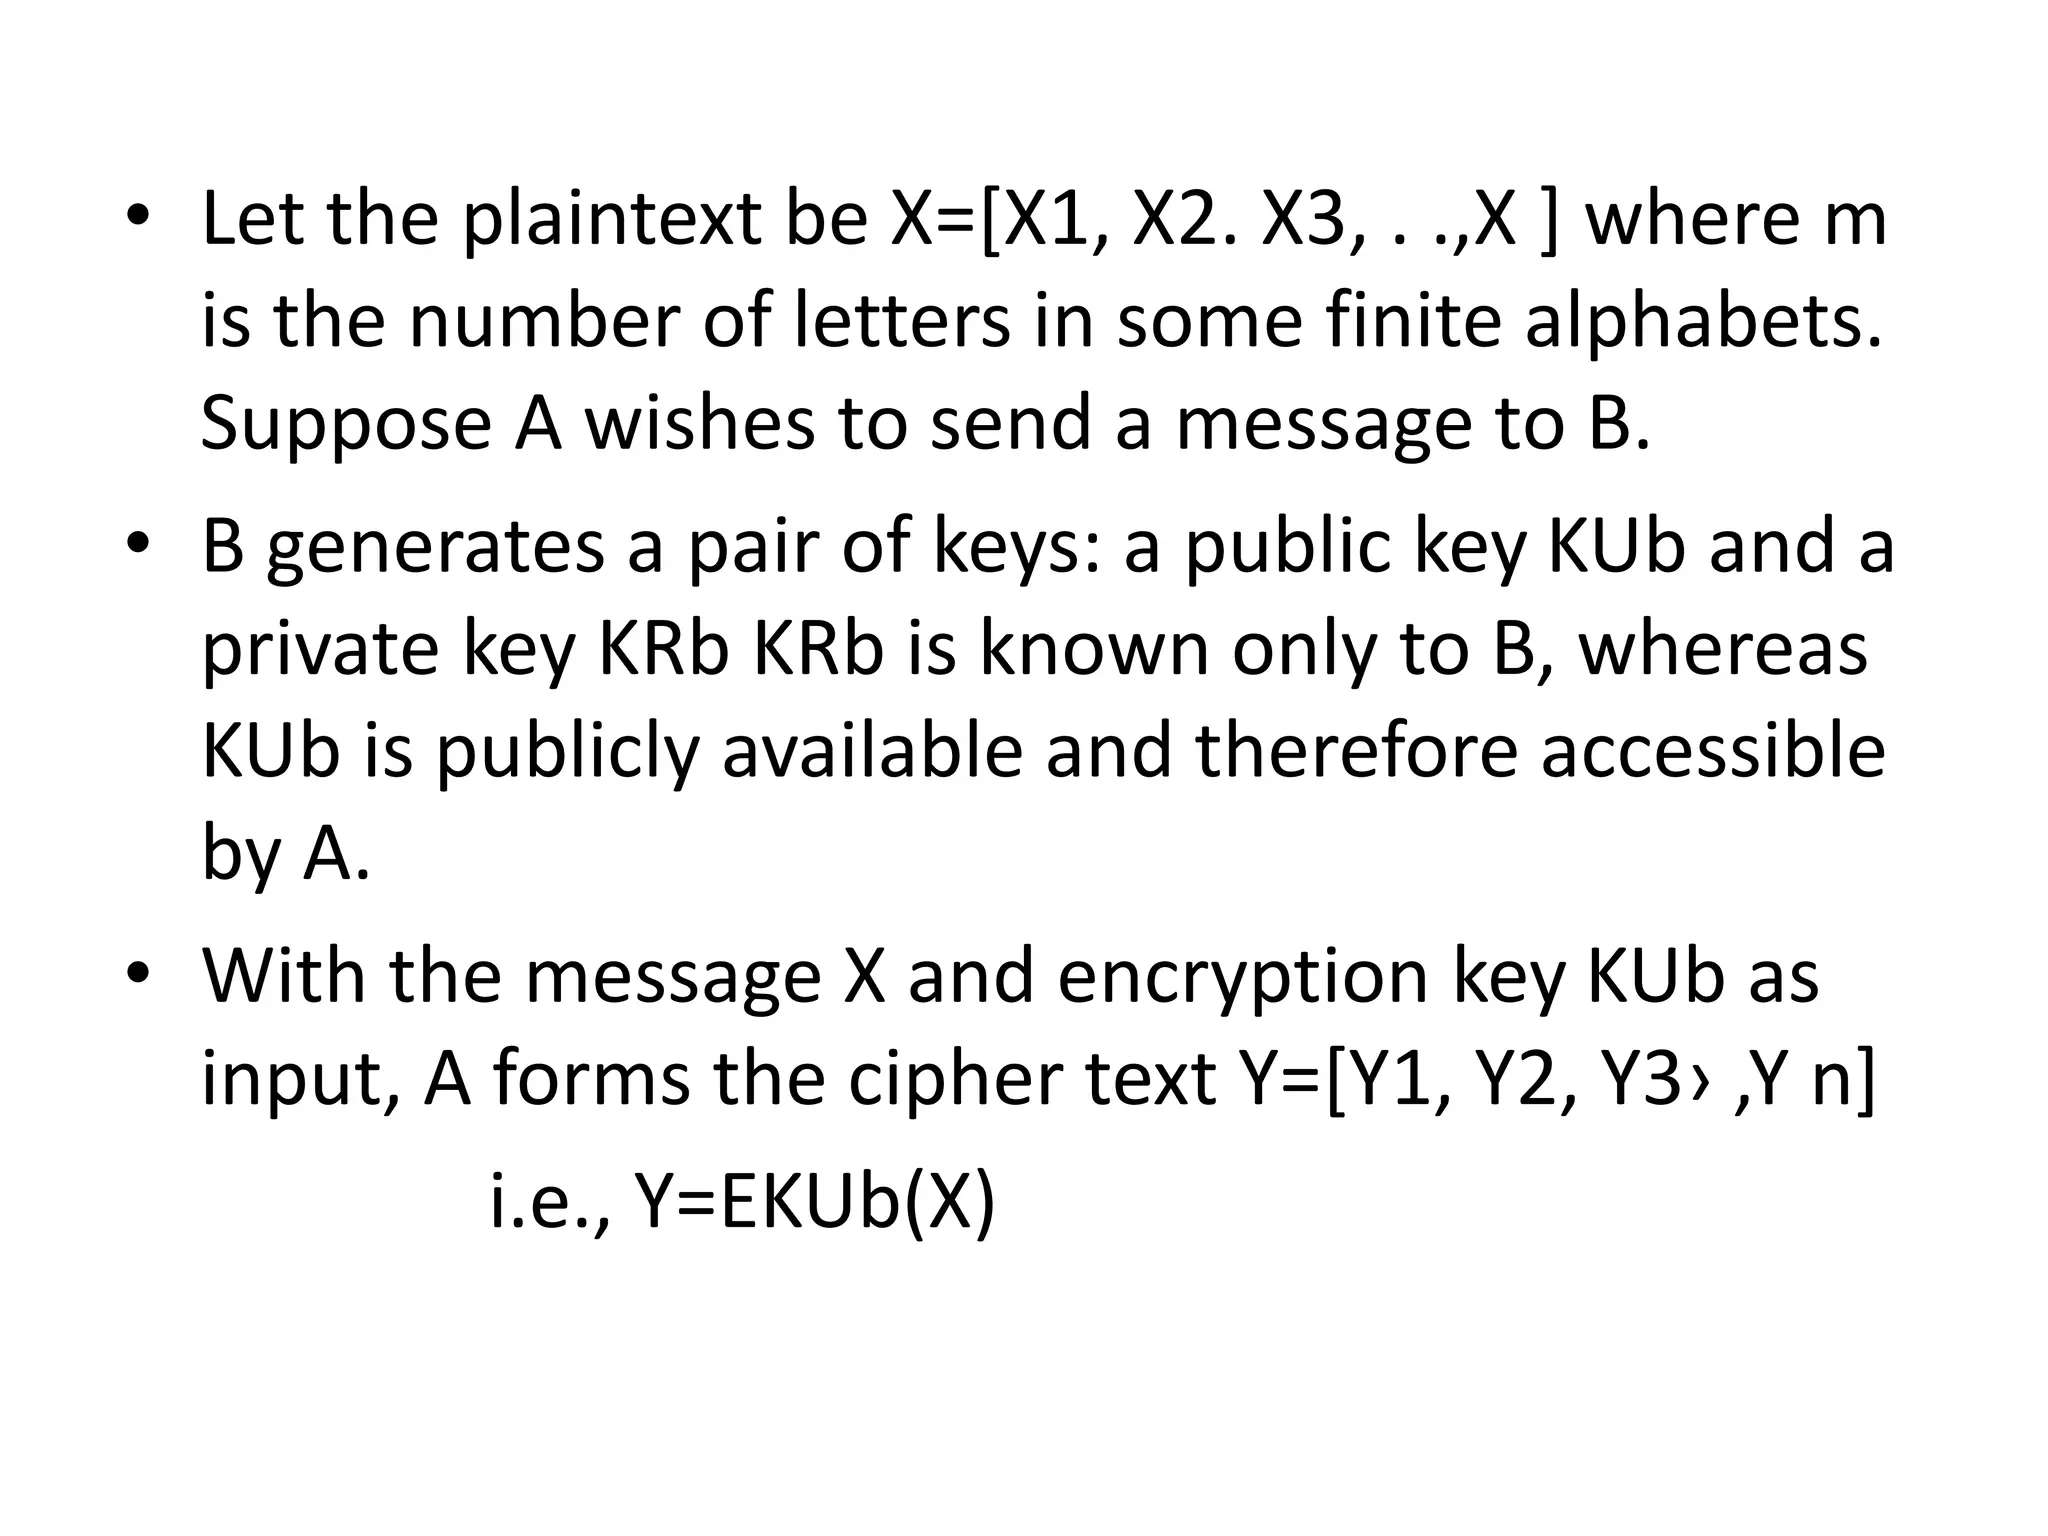 • Let the plaintext be X=[X1, X2. X3, . .,X ] where m
is the number of letters in some finite alphabets.
Suppose A wishes to send a message to B.
• B generates a pair of keys: a public key KUb and a
private key KRb KRb is known only to B, whereas
KUb is publicly available and therefore accessible
by A.
• With the message X and encryption key KUb as
input, A forms the cipher text Y=[Y1, Y2, Y3› ,Y n]
i.e., Y=EKUb(X)